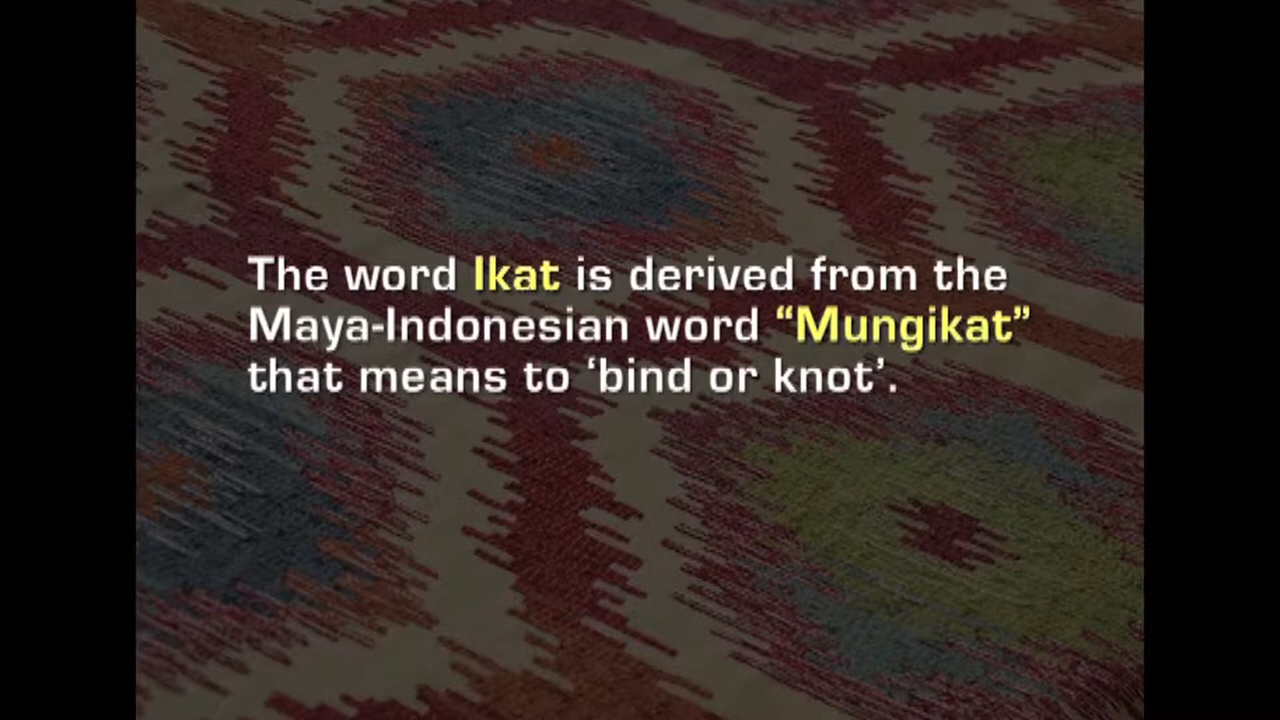 The word Ikat is derived from the
Maya-Indonesian word “Mungikat”
that means to ‘bind or knot’.